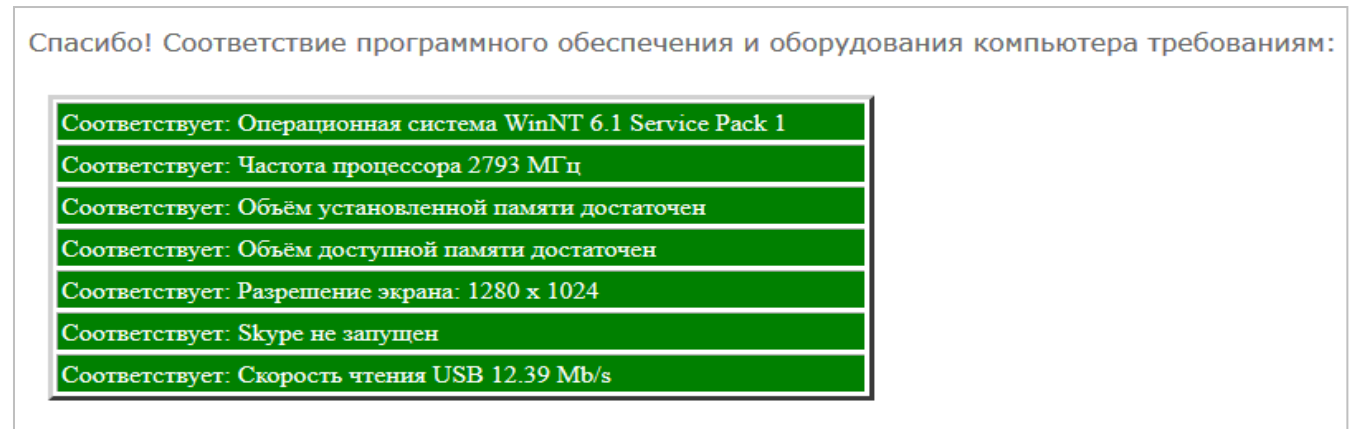 Спасибо! Соответствие программного обеспечения и оборудования компьютера требованиям:
Соответствует: Операционная система WinNT 6.1 Service Pack 1
Соответствует: Частота процессора 2793 МГц
Соответствует: Объём установленной памяти достаточен
Соответствует: Объём доступной памяти достаточен
Соответствует: Разрешение экрана: 1280 x 1024
Соответствует: Skype не запущен
Соответствует: Скорость чтения USB 12.39 Mb/s